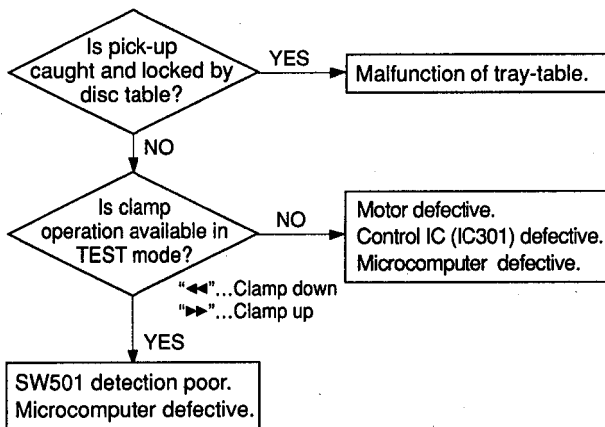 Is pick-up
caught and locked by
disc table?
YES
Malfunction of tray-table.
NO
Is clamp
operation available in
TEST mode?
NO
Motor defective.
Control IC (IC301) defective.
Microcomputer defective.
"◀◀"...Clamp down
"▶▶"...Clamp up
YES
SW501 detection poor.
Microcomputer defective.